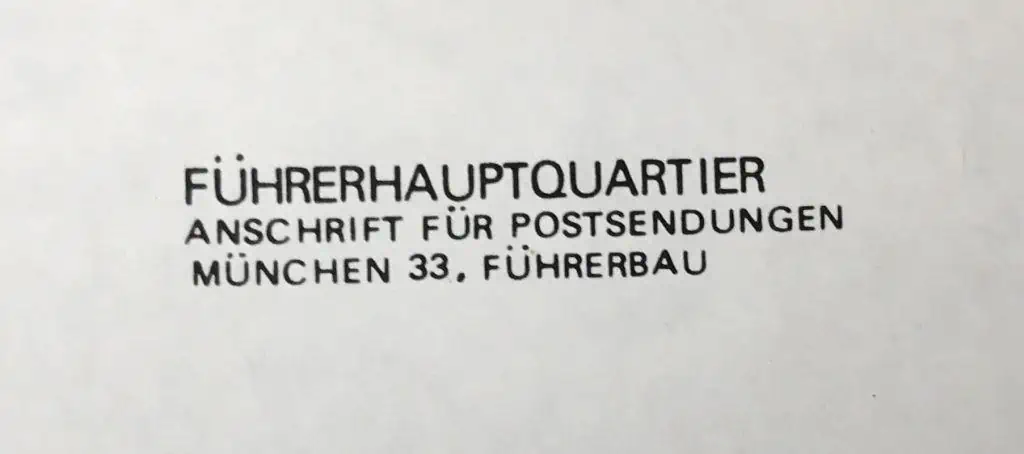 FÜHRERHAUPTQUARTIER
ANSCHRIFT FÜR POSTSENDUNGEN
MÜNCHEN 33, FÜHRERBAU